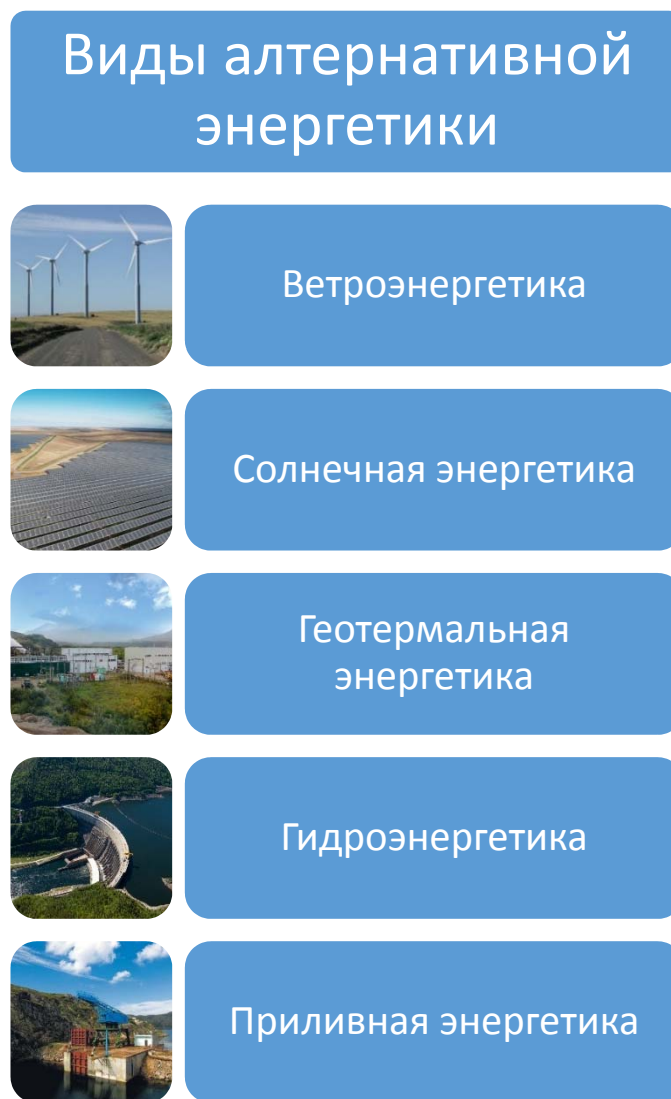 Виды алтернативной
энергетики
Ветроэнергетика
Солнечная энергетика
Геотермальная
энергетика
Гидроэнергетика
Приливная энергетика